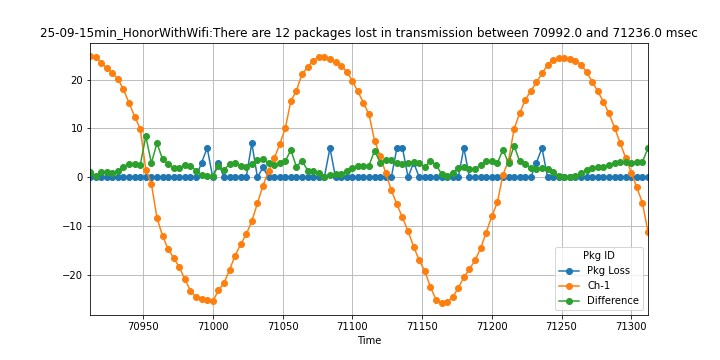 25-09-15min_HonorWithWifi:There are 12 packages lost in transmission between 70992.0 and 71236.0 msec
20
10
0
−10
−20
70950 71000 71050 71100 71150 71200 71250 71300
Time
Pkg ID
Pkg Loss
Ch-1
Difference